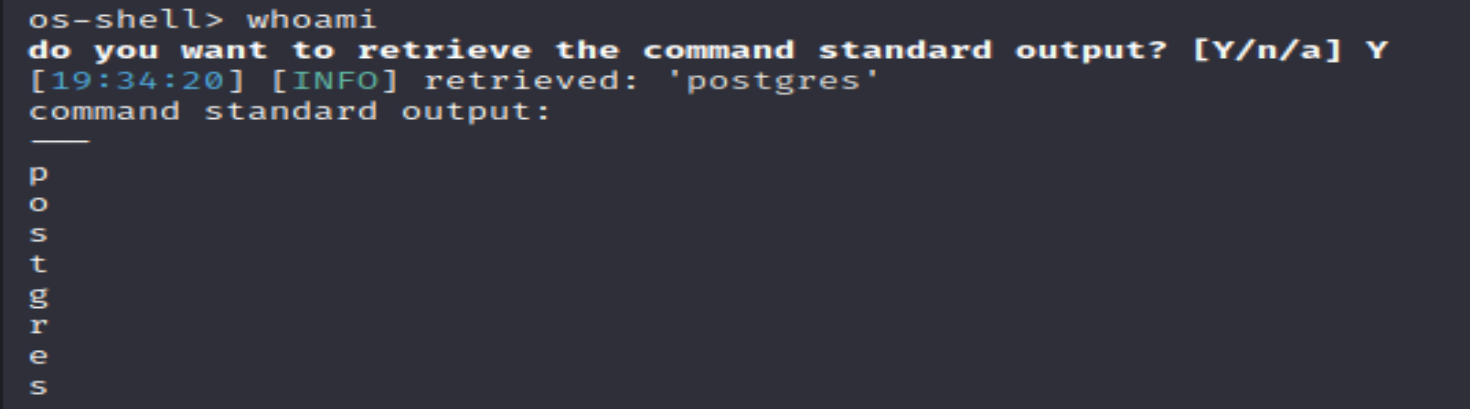 os-shell> whoami
do you want to retrieve the command standard output? [Y/n/a] Y
[19:34:20] [INFO] retrieved: 'postgres'
command standard output:
---
p
o
s
t
g
r
e
s